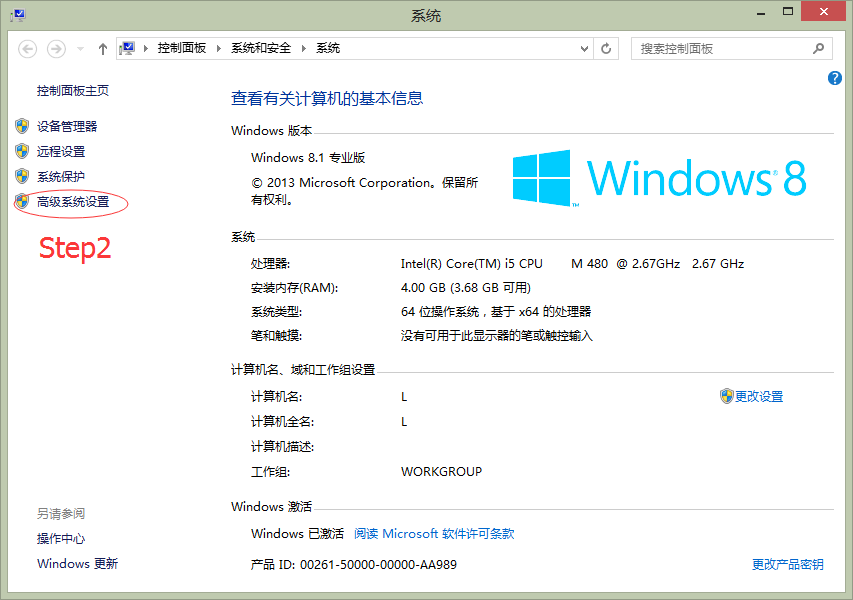 系统
控制面板 系统和安全 系统
搜索控制面板
控制面板主页
设备管理器
远程设置
系统保护
高级系统设置
Step2
另请参阅
操作中心
Windows 更新
查看有关计算机的基本信息
Windows 版本
Windows 8.1 专业版
© 2013 Microsoft Corporation。保留所
有权利。
Windows 8
系统
处理器: Intel(R) Core(TM) i5 CPU M 480 @ 2.67GHz 2.67 GHz
安装内存(RAM): 4.00 GB (3.68 GB 可用)
系统类型: 64 位操作系统，基于 x64 的处理器
笔和触摸: 没有可用于此显示器的笔或触控输入
计算机名、域和工作组设置
计算机名: L 更改设置
计算机全名: L
计算机描述:
工作组: WORKGROUP
Windows 激活
Windows 已激活 阅读 Microsoft 软件许可条款
产品 ID: 00261-50000-00000-AA989 更改产品密钥